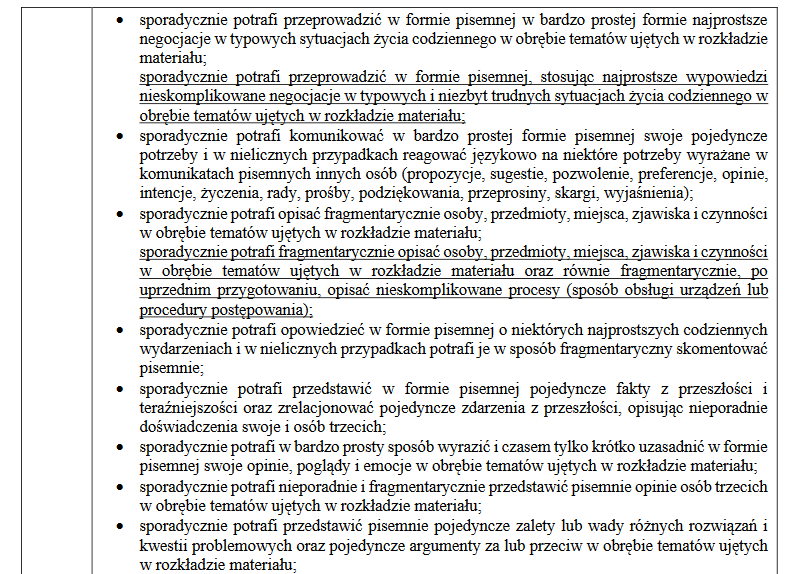 • sporadycznie potrafi przeprowadzić w formie pisemnej w bardzo prostej formie najprostsze
negocjacje w typowych sytuacjach życia codziennego w obrębie tematów ujętych w rozkładzie
materiału;
sporadycznie potrafi przeprowadzić w formie pisemnej, stosując najprostsze wypowiedzi
nieskomplikowane negocjacje w typowych i niezbyt trudnych sytuacjach życia codziennego w
obrębie tematów ujętych w rozkładzie materiału;
• sporadycznie potrafi komunikować w bardzo prostej formie pisemnej swoje pojedyncze
potrzeby i w nielicznych przypadkach reagować językowo na niektóre potrzeby wyrażane w
komunikatach pisemnych innych osób (propozycje, sugestie, pozwolenie, preferencje, opinie,
intencje, życzenia, rady, prośby, podziękowania, przeprosiny, skargi, wyjaśnienia);
• sporadycznie potrafi opisać fragmentarycznie osoby, przedmioty, miejsca, zjawiska i czynności
w obrębie tematów ujętych w rozkładzie materiału;
sporadycznie potrafi fragmentarycznie opisać osoby, przedmioty, miejsca, zjawiska i czynności
w obrębie tematów ujętych w rozkładzie materiału oraz równie fragmentarycznie, po
uprzednim przygotowaniu, opisać nieskomplikowane procesy (sposób obsługi urządzeń lub
procedury postępowania);
• sporadycznie potrafi opowiedzieć w formie pisemnej o niektórych najprostszych codziennych
wydarzeniach i w nielicznych przypadkach potrafi je w sposób fragmentaryczny skomentować
pisemnie;
• sporadycznie potrafi przedstawić w formie pisemnej pojedyncze fakty z przeszłości i
teraźniejszości oraz zrelacjonować pojedyncze zdarzenia z przeszłości, opisując nieporadnie
doświadczenia swoje i osób trzecich;
• sporadycznie potrafi w bardzo prosty sposób wyrazić i czasem tylko krótko uzasadnić w formie
pisemnej swoje opinie, poglądy i emocje w obrębie tematów ujętych w rozkładzie materiału;
• sporadycznie potrafi nieporadnie i fragmentarycznie przedstawić pisemnie opinie osób trzecich
w obrębie tematów ujętych w rozkładzie materiału;
• sporadycznie potrafi przedstawić pisemnie pojedyncze zalety lub wady różnych rozwiązań i
kwestii problemowych oraz pojedyncze argumenty za lub przeciw w obrębie tematów ujętych
w rozkładzie materiału;